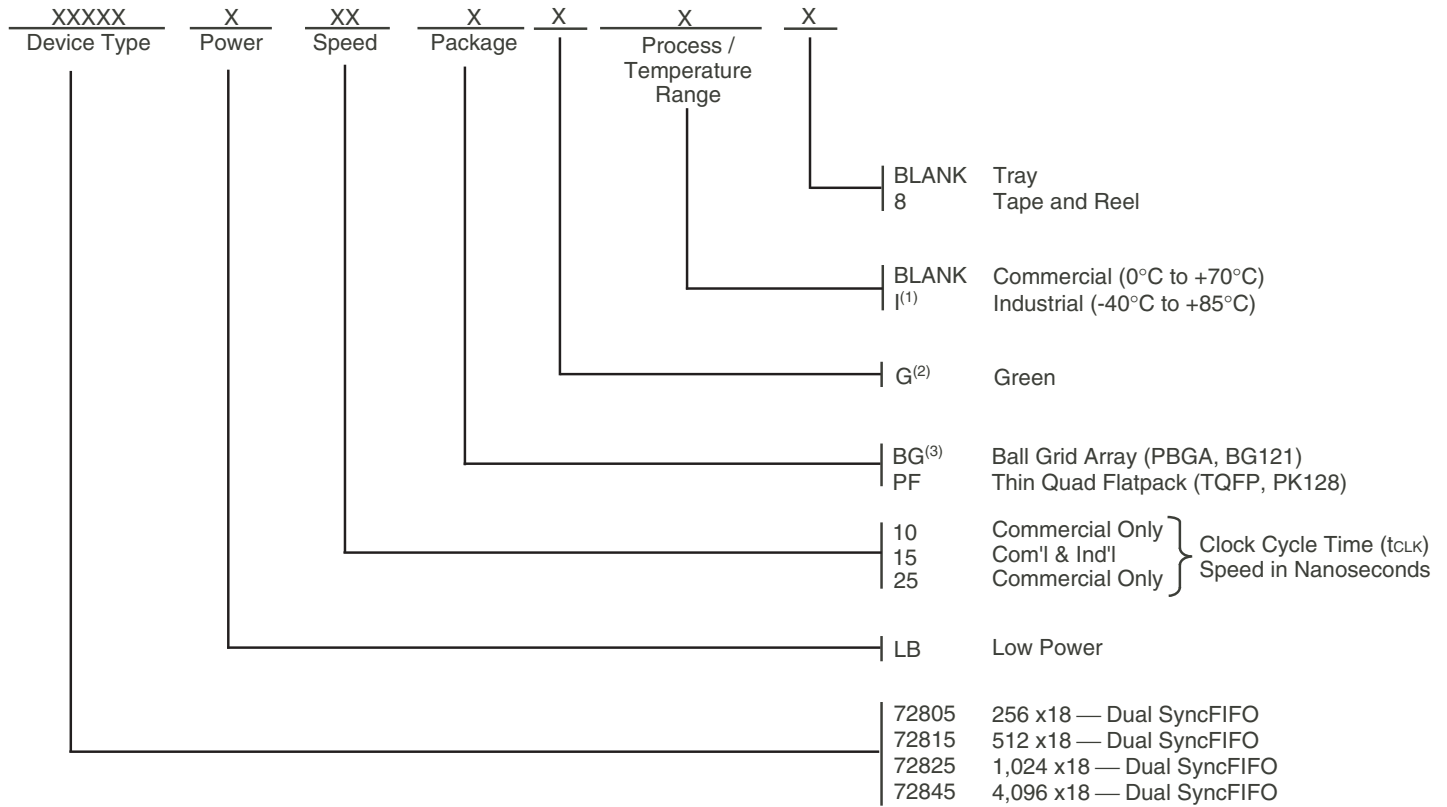 XXXXX X XX X X X X
Device Type Power Speed Package Process /
Temperature
Range
BLANK Tray
8 Tape and Reel
BLANK Commercial (0°C to +70°C)
I(1) Industrial (-40°C to +85°C)
G(2) Green
BG(3) Ball Grid Array (PBGA, BG121)
PF Thin Quad Flatpack (TQFP, PK128)
10 Commercial Only
15 Com'l & Ind'l
25 Commercial Only
Clock Cycle Time (tCLK)
Speed in Nanoseconds
LB Low Power
72805 256 x18 — Dual SyncFIFO
72815 512 x18 — Dual SyncFIFO
72825 1,024 x18 — Dual SyncFIFO
72845 4,096 x18 — Dual SyncFIFO